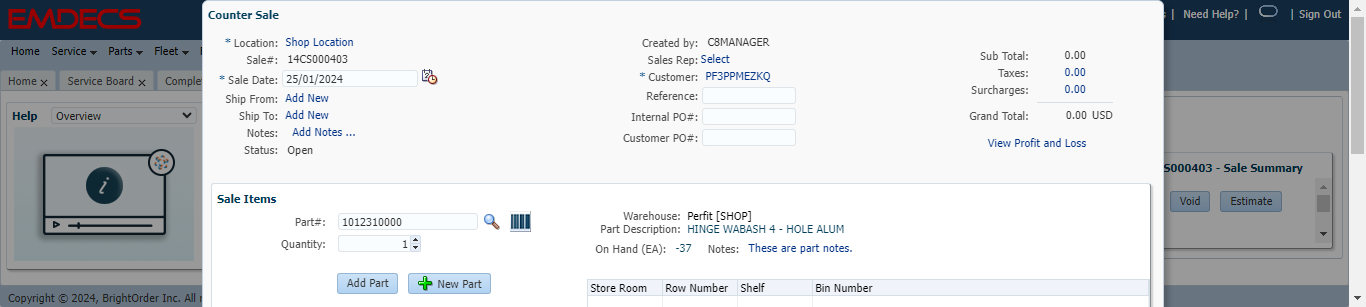 EMDECS
s | Need Help? | | Sign Out
Home Service Parts Fleet
Home x Service Board x Comple
Help Overview
i
Copyright © 2024, BrightOrder Inc. All r
Counter Sale
* Location: Shop Location
Sale#: 14CS000403
* Sale Date: 25/01/2024
Ship From: Add New
Ship To: Add New
Notes: Add Notes ...
Status: Open
Created by: C8MANAGER
Sales Rep: Select
* Customer: PF3PPMEZKQ
Reference:
Internal PO#:
Customer PO#:
Sub Total: 0.00
Taxes: 0.00
Surcharges: 0.00
Grand Total: 0.00 USD
View Profit and Loss
Sale Items
Part#: 1012310000
Quantity: 1
Add Part New Part
Warehouse: Perfit [SHOP]
Part Description: HINGE WABASH 4 - HOLE ALUM
On Hand (EA): -37 Notes: These are part notes.
Store Room Row Number Shelf Bin Number
S000403 - Sale Summary
Void Estimate